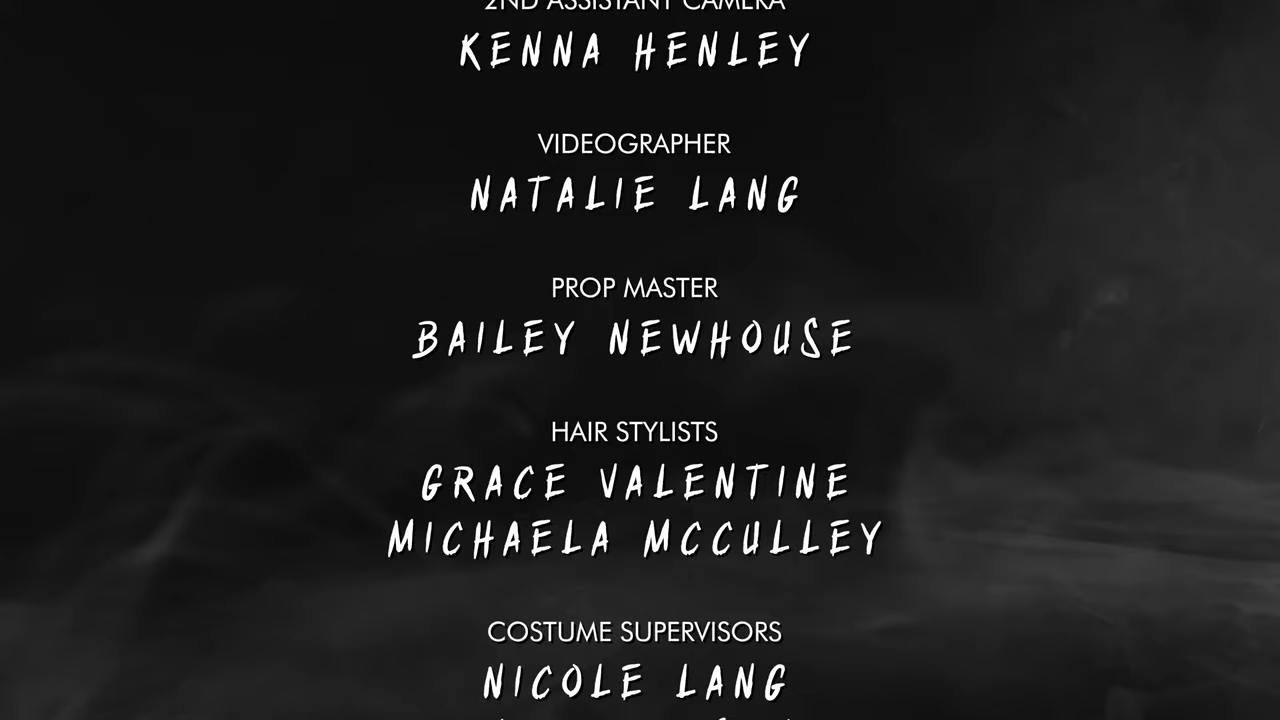 2ND ASSISTANT CAMERA
KENNA HENLEY
VIDEOGRAPHER
NATALIE LANG
PROP MASTER
BAILEY NEWHOUSE
HAIR STYLISTS
GRACE VALENTINE
MICHAELA MCCULLEY
COSTUME SUPERVISORS
NICOLE LANG